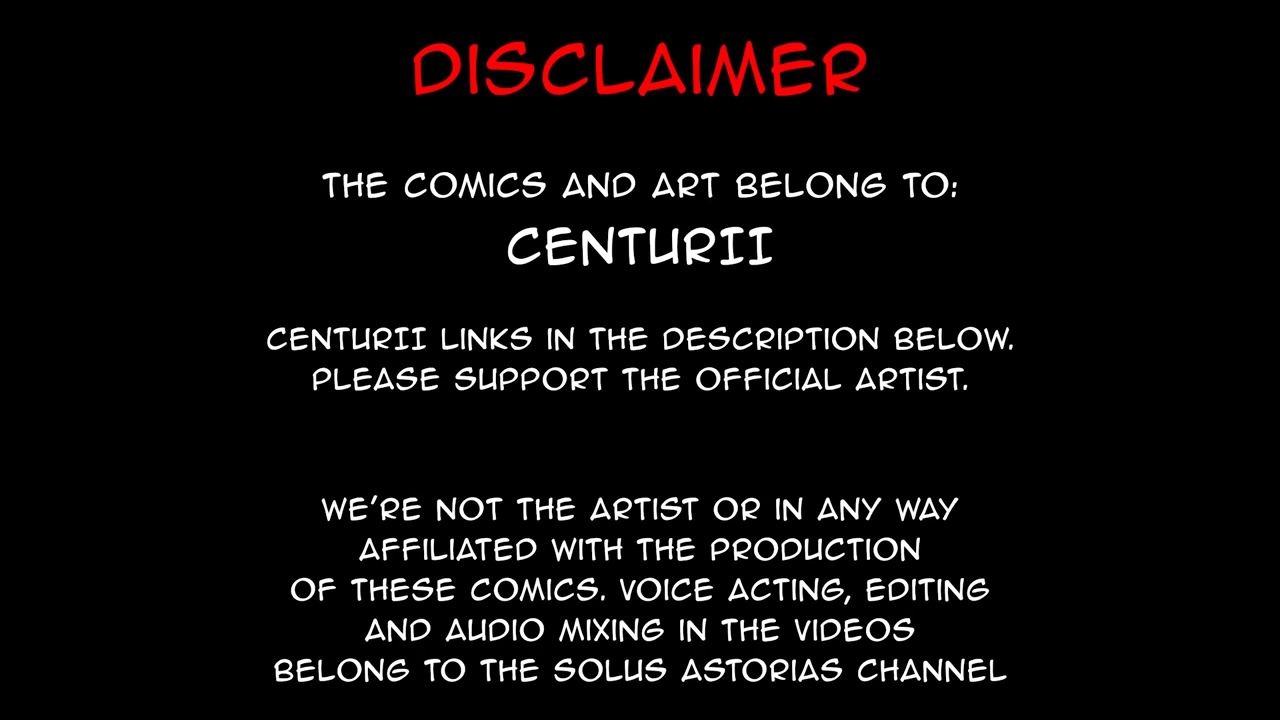 DISCLAIMER
THE COMICS AND ART BELONG TO:
CENTURII
CENTURII LINKS IN THE DESCRIPTION BELOW.
PLEASE SUPPORT THE OFFICIAL ARTIST.
WE'RE NOT THE ARTIST OR IN ANY WAY
AFFILIATED WITH THE PRODUCTION
OF THESE COMICS. VOICE ACTING, EDITING
AND AUDIO MIXING IN THE VIDEOS
BELONG TO THE SOLUS ASTORIAS CHANNEL